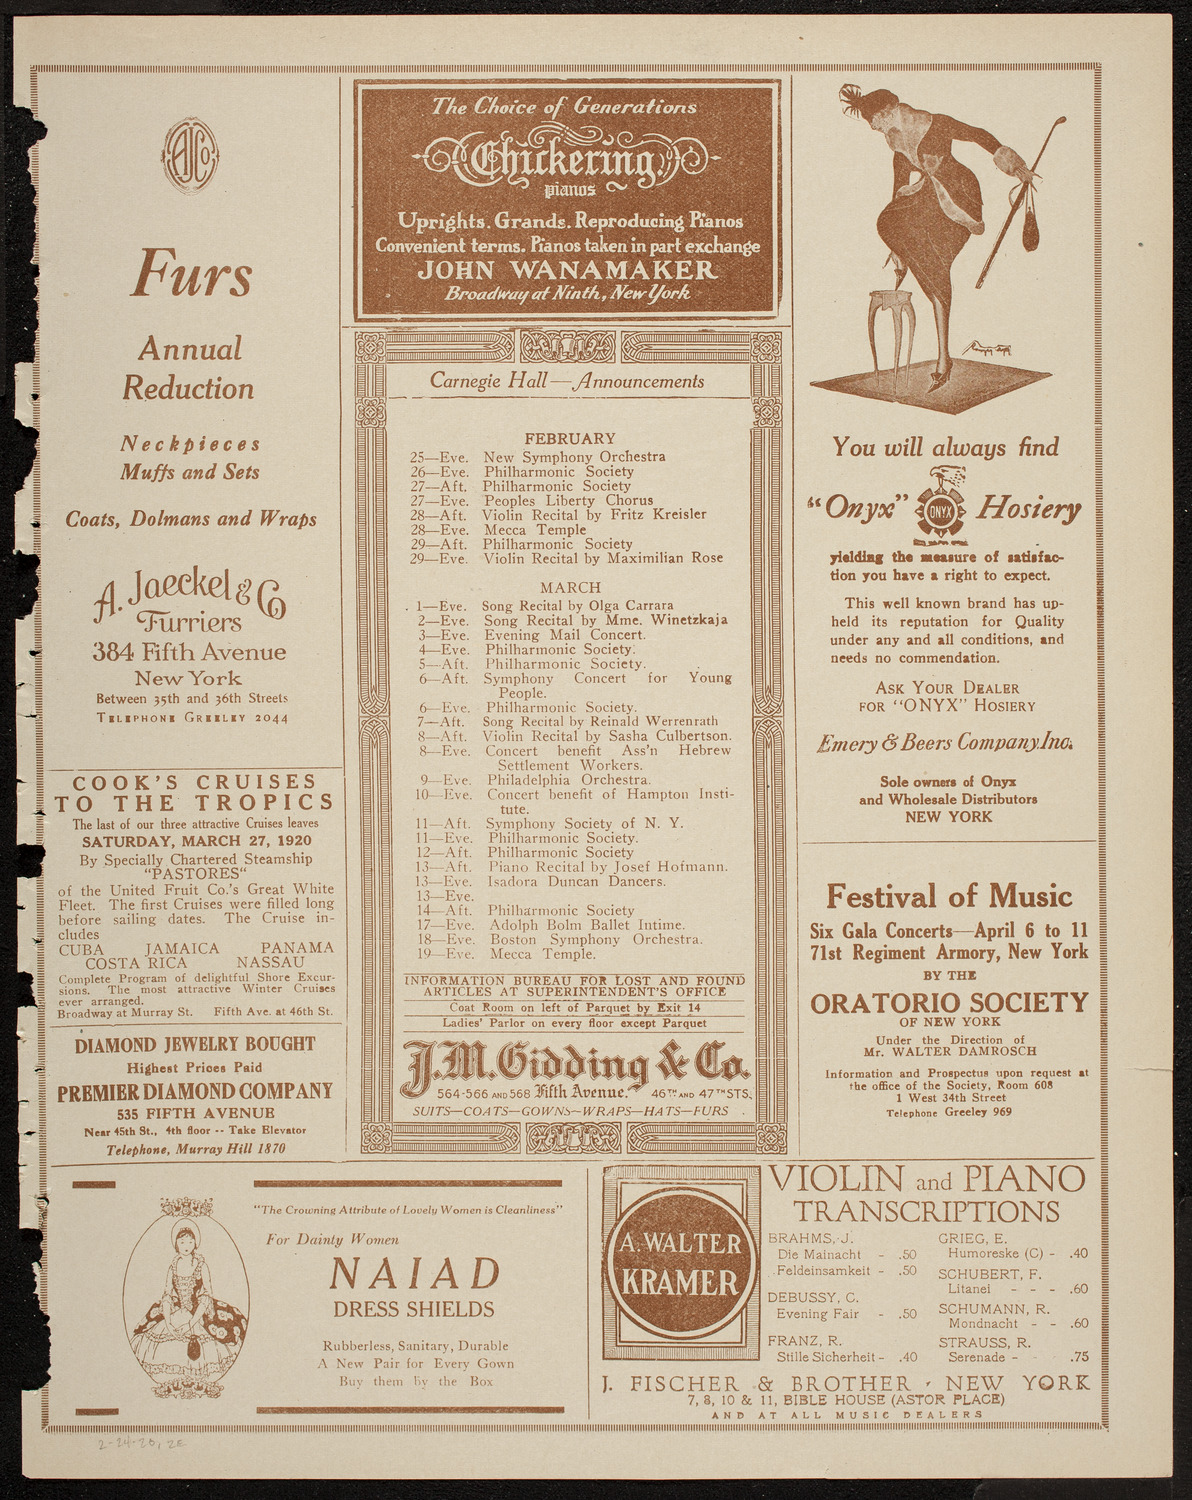 AJCo
Furs
Annual
Reduction
Neckpieces
Muffs and Sets
Coats, Dolmans and Wraps
A. Jaeckel & Co
Furriers
384 Fifth Avenue
New York
Between 35th and 36th Streets
TELEPHONE GREELEY 2044
COOK'S CRUISES
TO THE TROPICS
The last of our three attractive Cruises leaves
SATURDAY, MARCH 27, 1920
By Specially Chartered Steamship
"PASTORES"
of the United Fruit Co.'s Great White
Fleet. The first Cruises were filled long
before sailing dates. The Cruise in-
cludes
CUBA JAMAICA PANAMA
COSTA RICA NASSAU
Complete Program of delightful Shore Excur-
sions. The most attractive Winter Cruises
ever arranged.
Broadway at Murray St. Fifth Ave. at 46th St.
DIAMOND JEWELRY BOUGHT
Highest Prices Paid
PREMIER DIAMOND COMPANY
535 FIFTH AVENUE
Near 45th St., 4th floor -- Take Elevator
Telephone, Murray Hill 1870
The Choice of Generations
Chickering
pianos
Uprights. Grands. Reproducing Pianos
Convenient terms. Pianos taken in part exchange
JOHN WANAMAKER
Broadway at Ninth, New York
Carnegie Hall—Announcements
FEBRUARY
25—Eve. New Symphony Orchestra
26—Eve. Philharmonic Society
27—Aft. Philharmonic Society
27—Eve. Peoples Liberty Chorus
28—Aft. Violin Recital by Fritz Kreisler
28—Eve. Mecca Temple
29—Aft. Philharmonic Society
29—Eve. Violin Recital by Maximilian Rose
MARCH
1—Eve. Song Recital by Olga Carrara
2—Eve. Song Recital by Mme. Winetzkaja
3—Eve. Evening Mail Concert.
4—Eve. Philharmonic Society.
5—Aft. Philharmonic Society.
6—Aft. Symphony Concert for Young
People.
6—Eve. Philharmonic Society.
7—Aft. Song Recital by Reinald Werrenrath
8—Aft. Violin Recital by Sasha Culbertson.
8—Eve. Concert benefit Ass'n Hebrew
Settlement Workers.
9—Eve. Philadelphia Orchestra.
10—Eve. Concert benefit of Hampton Insti-
tute.
11—Aft. Symphony Society of N. Y.
11—Eve. Philharmonic Society.
12—Aft. Philharmonic Society
13—Aft. Piano Recital by Josef Hofmann.
13—Eve. Isadora Duncan Dancers.
13—Eve.
14—Aft. Philharmonic Society
17—Eve. Adolph Bolm Ballet Intime.
18—Eve. Boston Symphony Orchestra.
19—Eve. Mecca Temple.
INFORMATION BUREAU FOR LOST AND FOUND
ARTICLES AT SUPERINTENDENT'S OFFICE
Coat Room on left of Parquet by Exit 14
Ladies' Parlor on every floor except Parquet
J.M. Gidding & Co.
564-566 AND 568 Fifth Avenue. 46TH AND 47TH STS.
SUITS—COATS—GOWNS—WRAPS—HATS—FURS
You will always find
"Onyx" ONYX Hosiery
yielding the measure of satisfac-
tion you have a right to expect.
This well known brand has up-
held its reputation for Quality
under any and all conditions, and
needs no commendation.
ASK YOUR DEALER
FOR "ONYX" HOSIERY
Emery & Beers Company, Inc.
Sole owners of Onyx
and Wholesale Distributors
NEW YORK
Festival of Music
Six Gala Concerts—April 6 to 11
71st Regiment Armory, New York
BY THE
ORATORIO SOCIETY
OF NEW YORK
Under the Direction of
Mr. WALTER DAMROSCH
Information and Prospectus upon request at
the office of the Society, Room 608
1 West 34th Street
Telephone Greeley 969
"The Crowning Attribute of Lovely Women is Cleanliness"
For Dainty Women
NAIAD
DRESS SHIELDS
Rubberless, Sanitary, Durable
A New Pair for Every Gown
Buy them by the Box
A. WALTER
KRAMER
VIOLIN and PIANO
TRANSCRIPTIONS
BRAHMS, J.
Die Mainacht - .50
Feldeinsamkeit - .50
DEBUSSY, C.
Evening Fair - .50
FRANZ, R.
Stille Sicherheit - .40
GRIEG, E.
Humoreske (C) - .40
SCHUBERT, F.
Litanei - - - .60
SCHUMANN, R.
Mondnacht - - .60
STRAUSS, R.
Serenade - .75
J. FISCHER & BROTHER, NEW YORK
7, 8, 10 & 11, BIBLE HOUSE (ASTOR PLACE)
AND AT ALL MUSIC DEALERS
2-24-20, 2E